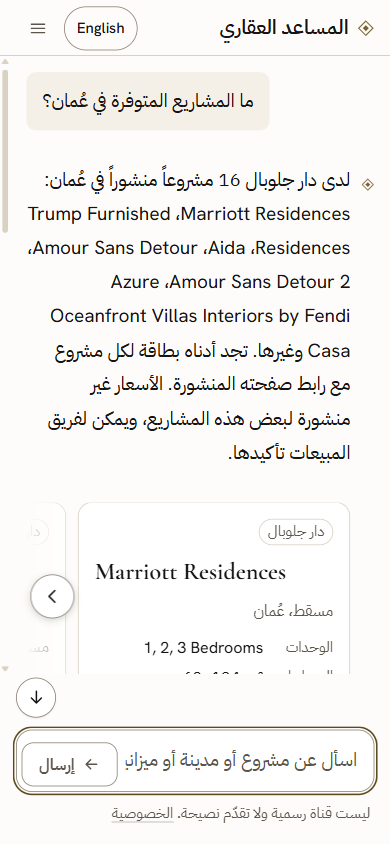 المساعد العقاري
English
ما المشاريع المتوفرة في عُمان؟
لدى دار جلوبال 16 مشروعاً منشوراً في عُمان:
Trump Furnished ،Marriott Residences
،Amour Sans Detour ،Aida ،Residences
Azure ،Amour Sans Detour 2
Oceanfront Villas Interiors by Fendi
Casa وغيرها. تجد أدناه بطاقة لكل مشروع
مع رابط صفحته المنشورة. الأسعار غير
منشورة لبعض هذه المشاريع، ويمكن لفريق
المبيعات تأكيدها.
دار جلوبال
Marriott Residences
مسقط، عُمان
الوحدات 1, 2, 3 Bedrooms
اسأل عن مشروع أو مدينة أو ميزاني
إرسال
ليست قناة رسمية ولا تقدّم نصيحة. الخصوصية